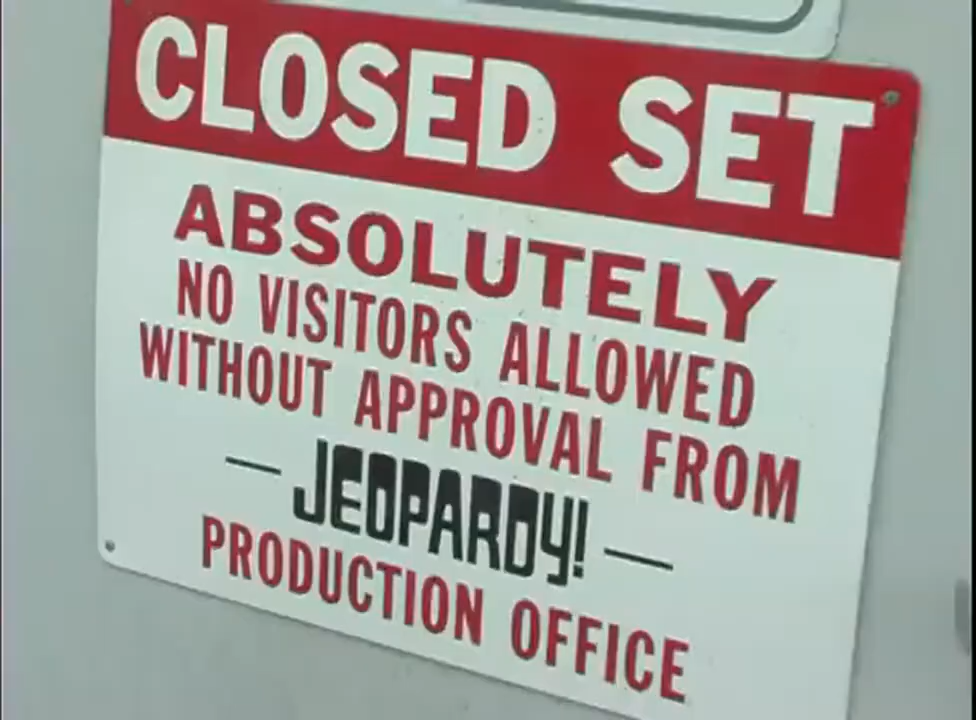 CLOSED SET
ABSOLUTELY
NO VISITORS ALLOWED
WITHOUT APPROVAL FROM
— JEOPARDY! —
PRODUCTION OFFICE